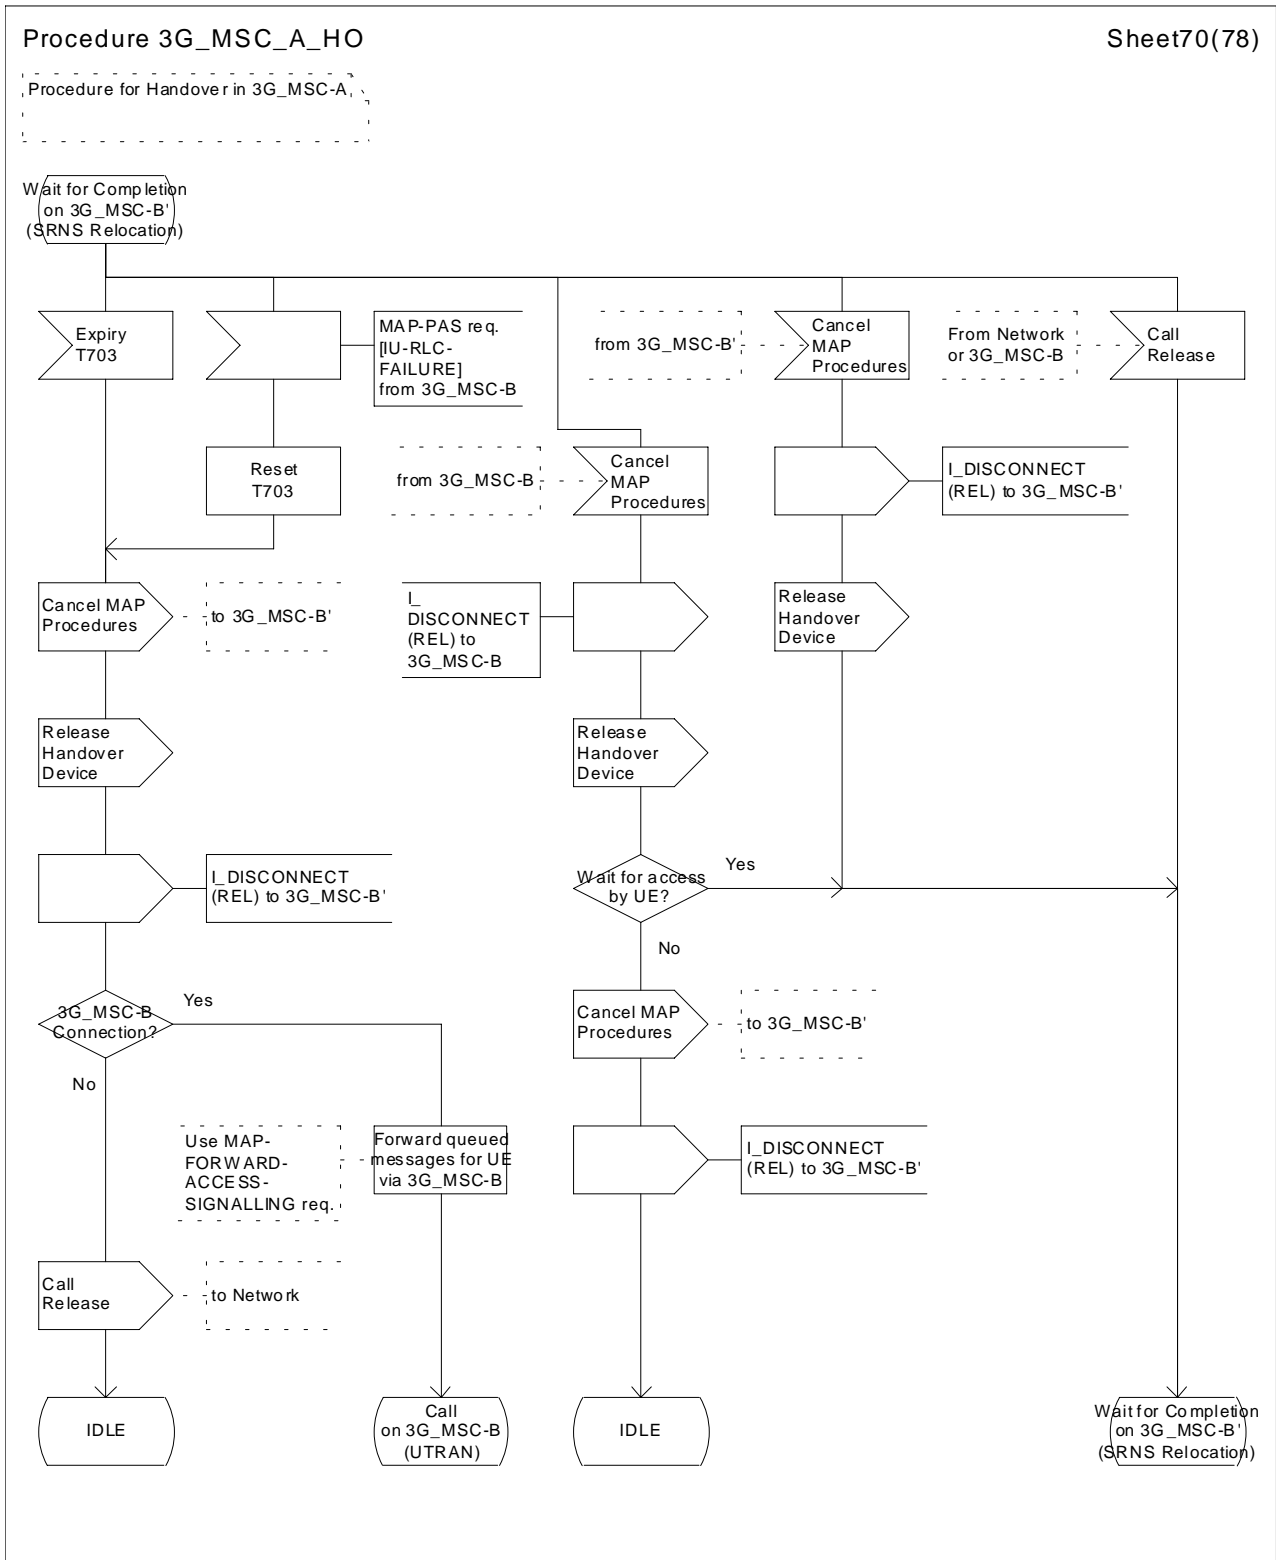 Procedure 3G_MSC_A_HO
Sheet70(78)
Procedure for Handover in 3G_MSC-A
Wait for Completion
on 3G_MSC-B'
(SRNS Relocation)
Expiry
T703
MAP-PAS req.
[IU-RLC-
FAILURE]
from 3G_MSC-B
from 3G_MSC-B'
Cancel
MAP
Procedures
From Network
or 3G_MSC-B
Call
Release
Reset
T703
from 3G_MSC-B
Cancel
MAP
Procedures
I_DISCONNECT
(REL) to 3G_MSC-B'
Cancel MAP
Procedures
to 3G_MSC-B'
I_
DISCONNECT
(REL) to
3G_MSC-B
Release
Handover
Device
Release
Handover
Device
Release
Handover
Device
I_DISCONNECT
(REL) to 3G_MSC-B'
Wait for access
by UE?
Yes
No
3G_MSC-B
Connection?
Yes
No
Cancel MAP
Procedures
to 3G_MSC-B'
Use MAP-
FORWARD-
ACCESS-
SIGNALLING req.
Forward queued
messages for UE
via 3G_MSC-B
I_DISCONNECT
(REL) to 3G_MSC-B'
Call
Release
to Network
IDLE
Call
on 3G_MSC-B
(UTRAN)
IDLE
Wait for Completion
on 3G_MSC-B'
(SRNS Relocation)